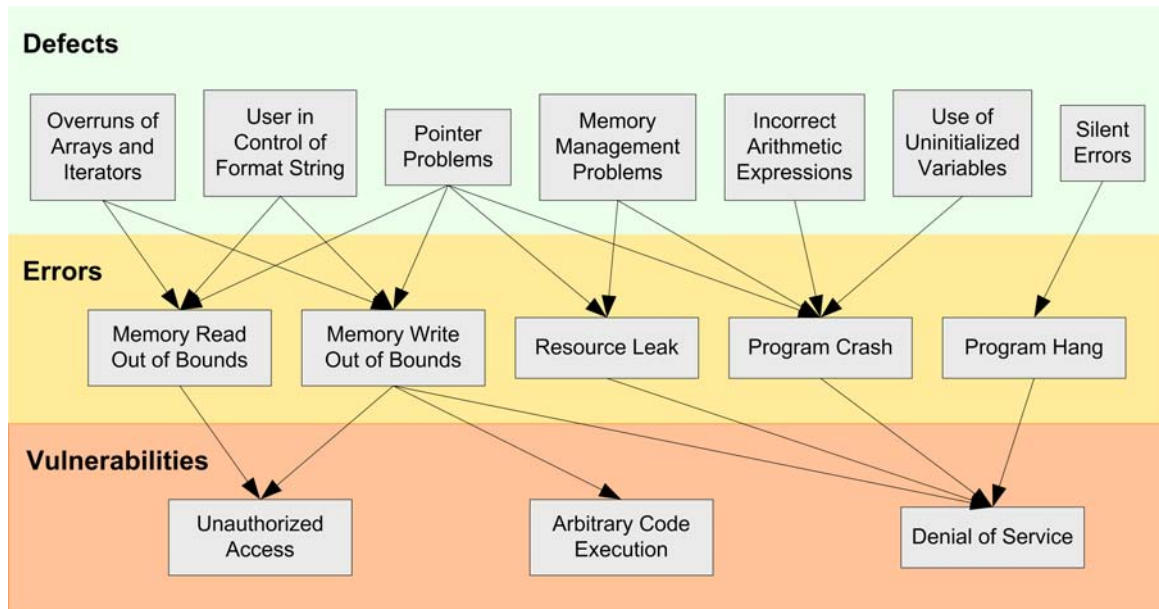 Defects
Overruns of
Arrays and
Iterators
User in
Control of
Format String
Pointer
Problems
Memory
Management
Problems
Incorrect
Arithmetic
Expressions
Use of
Uninitialized
Variables
Silent
Errors
Errors
Memory Read
Out of Bounds
Memory Write
Out of Bounds
Resource Leak
Program Crash
Program Hang
Vulnerabilities
Unauthorized
Access
Arbitrary Code
Execution
Denial of Service